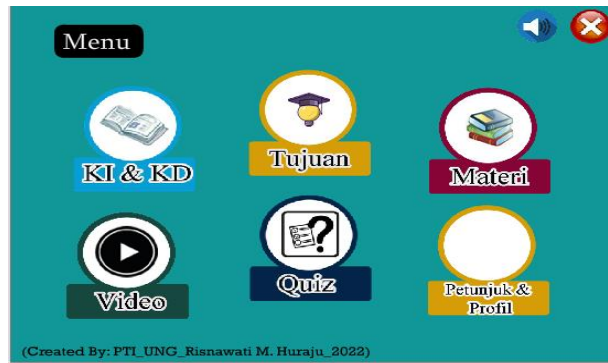 Menu
KI & KD
Tujuan
Materi
Video
Quiz
Petunjuk &
Profil
(Created By: PTI_UNG_Risnawati M. Huraju_2022)